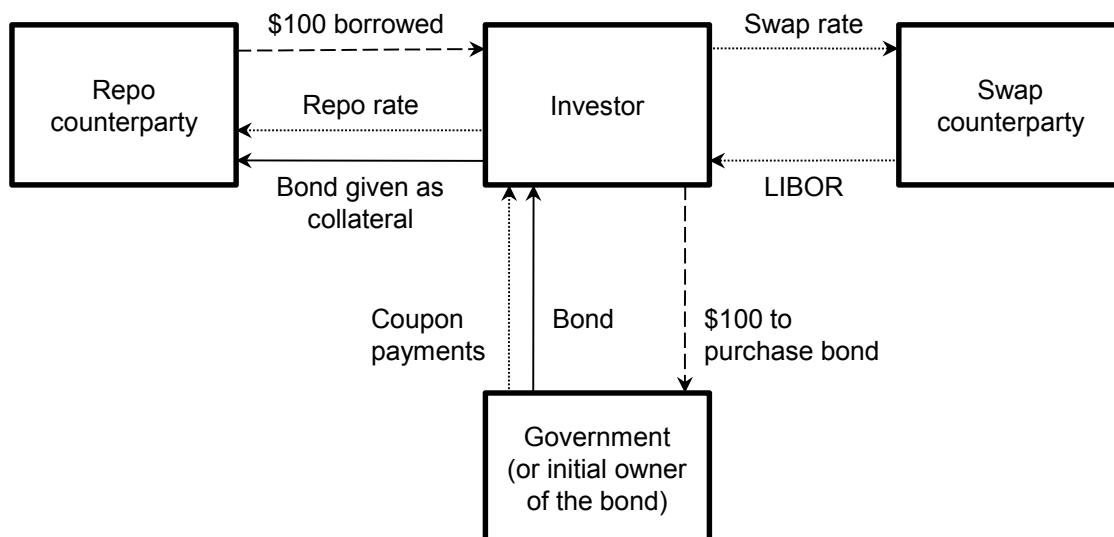 $100 borrowed
Swap rate
Repo
counterparty
Repo rate
Investor
Swap
counterparty
Bond given as
collateral
LIBOR
Coupon
payments
Bond
$100 to
purchase bond
Government
(or initial owner
of the bond)